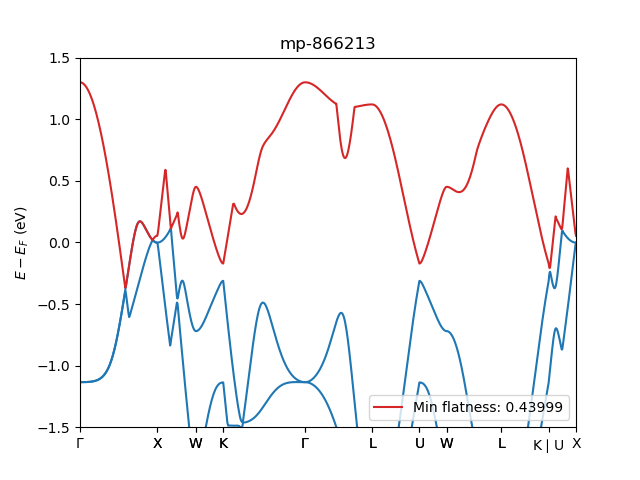 mp-866213
E − E_F (eV)
1.5
1.0
0.5
0.0
−0.5
−1.0
−1.5
Min flatness: 0.43999
Γ X W K Γ L U W L K | U X